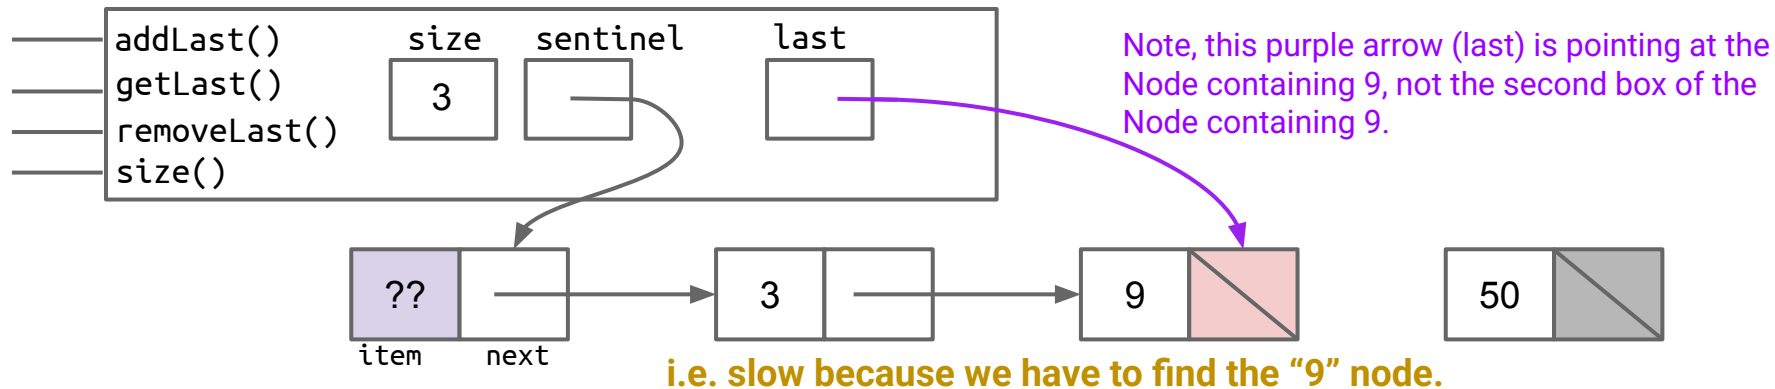 addLast()
getLast()
removeLast()
size()
size
sentinel
last
3
Note, this purple arrow (last) is pointing at the
Node containing 9, not the second box of the
Node containing 9.
??
3
9
50
item
next
i.e. slow because we have to find the “9” node.